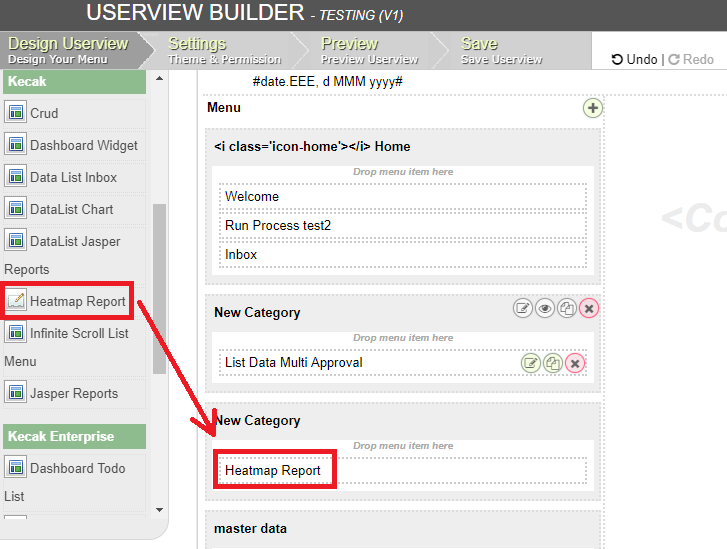 USERVIEW BUILDER - TESTING (V1)
Design Userview
Design Your Menu
Settings
Theme & Permission
Preview
Preview Userview
Save
Save Userview
Undo | Redo
Kecak
Crud
Dashboard Widget
Data List Inbox
DataList Chart
DataList Jasper
Reports
Heatmap Report
Infinite Scroll List
Menu
Jasper Reports
Kecak Enterprise
Dashboard Todo
List
#date.EEE, d MMM yyyy#
Menu
<i class='icon-home'></i> Home
Drop menu item here
Welcome
Run Process test2
Inbox
New Category
Drop menu item here
List Data Multi Approval
New Category
Drop menu item here
Heatmap Report
master data